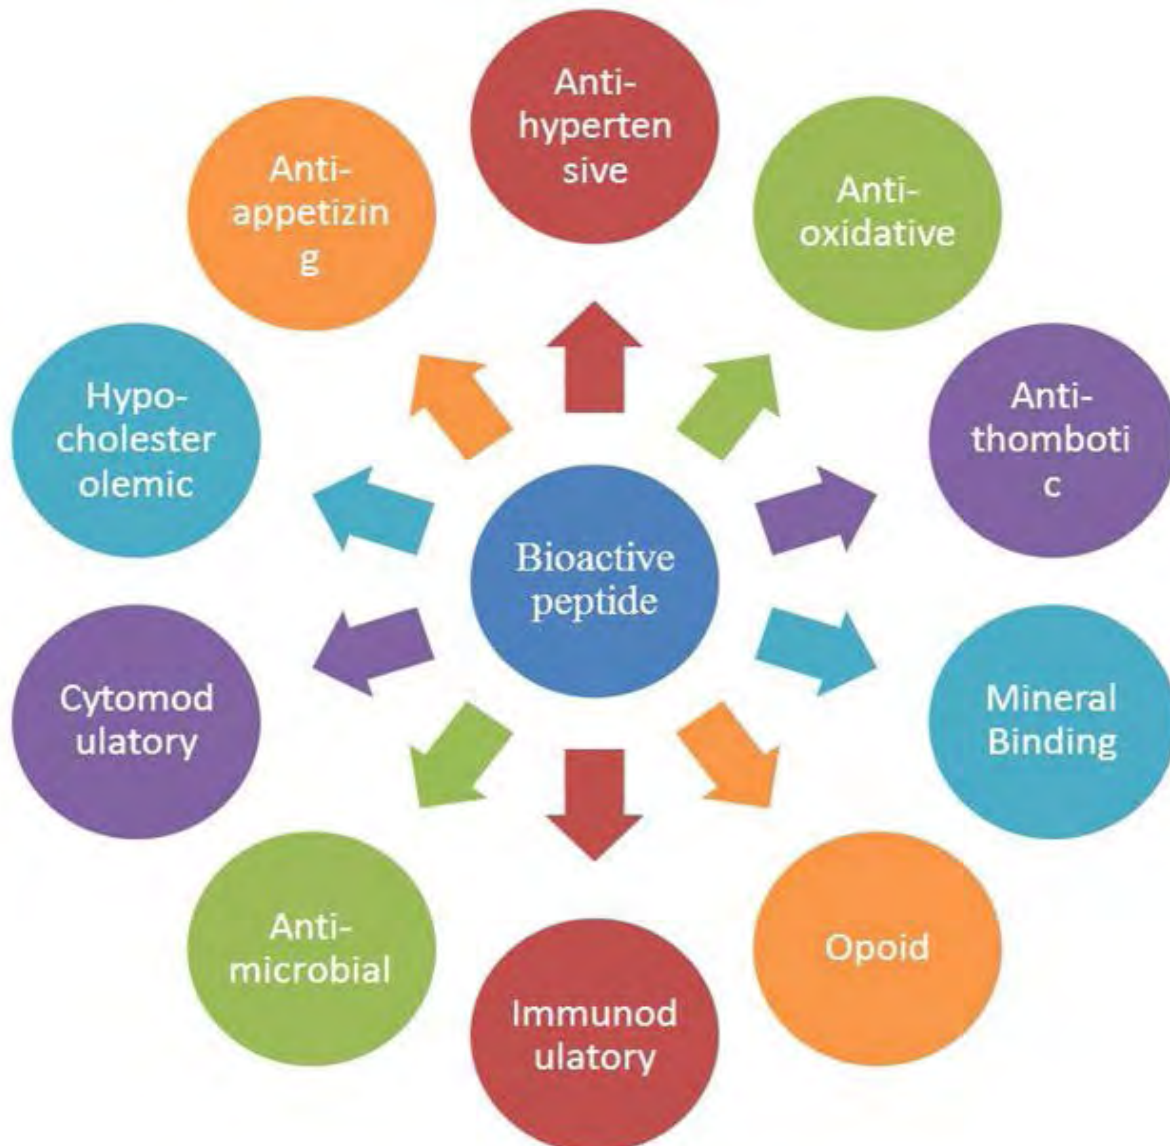 Anti-
hyperten
sive
Anti-
oxidative
Anti-
thomboti
c
Mineral
Binding
Opoid
Immunod
ulatory
Anti-
microbial
Cytomod
ulatory
Hypo-
cholester
olemic
Anti-
appetizin
g
Bioactive
peptide